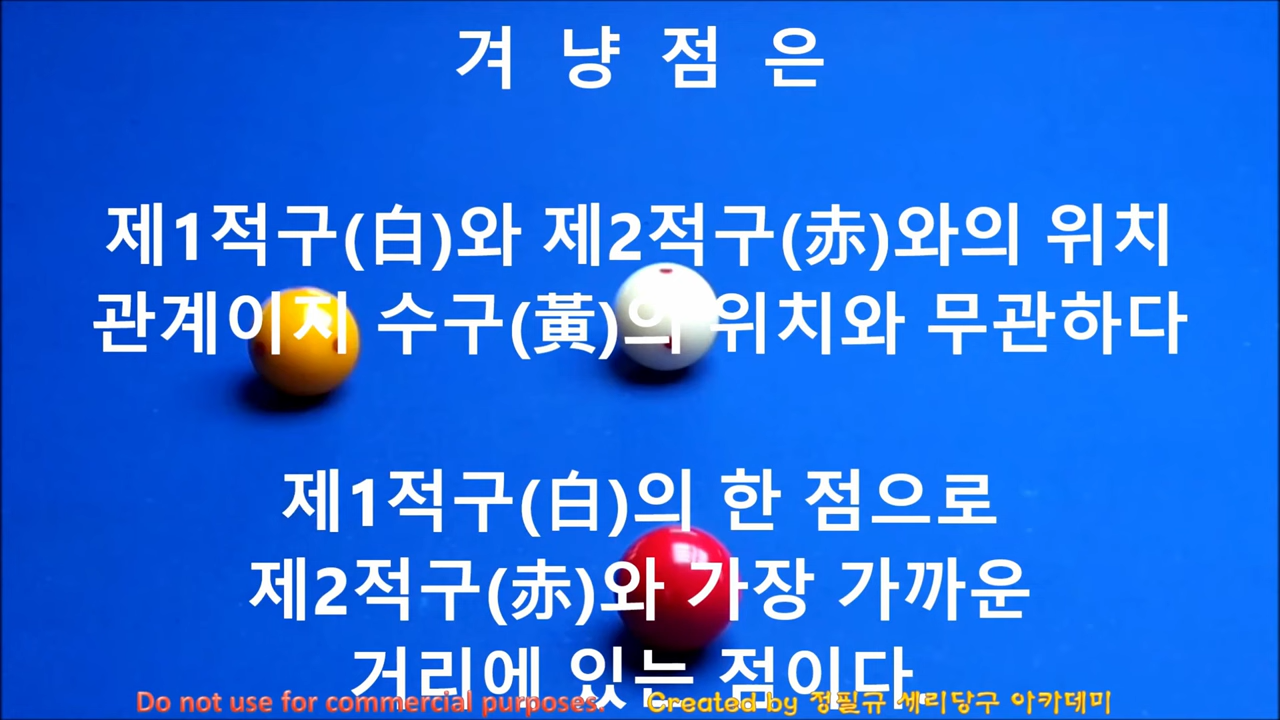 겨 냥 점 은
제1적구(白)와 제2적구(赤)와의 위치
관계이지 수구(黃)의 위치와 무관하다
제1적구(白)의 한 점으로
제2적구(赤)와 가장 가까운
거리에 있는 점이다.
Do not use for commercial purposes. Created by 정필규 세리당구 아카데미